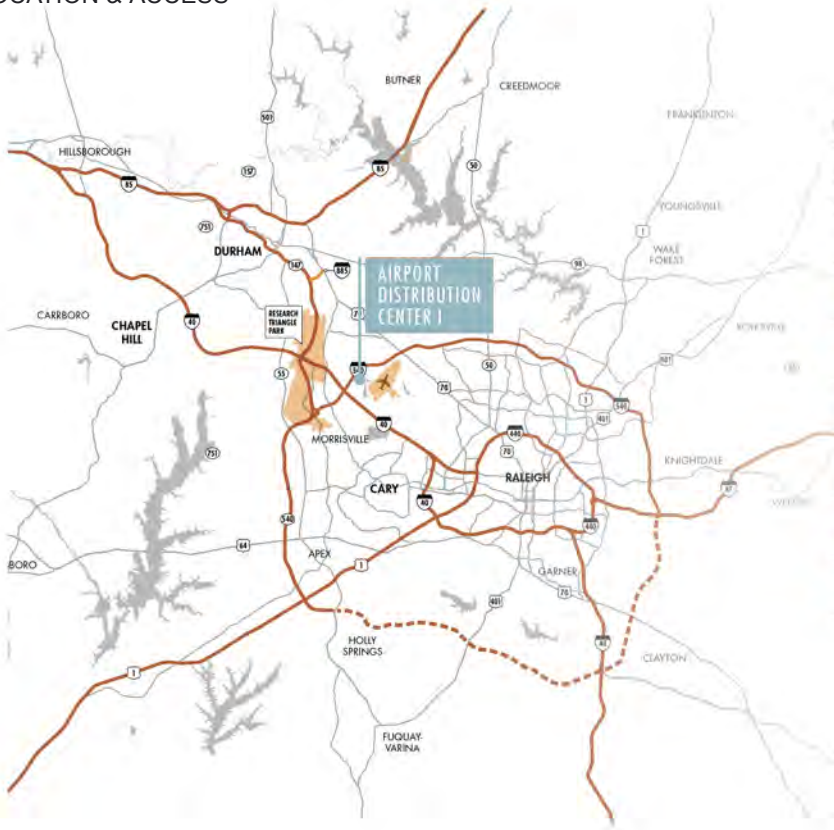 BUTNER
CREEDMOOR
501
FRANKLINTON
HILLSBOROUGH
85
50
157
85
YOUNGSVILLE
751
1
WAKE
FOREST
DURHAM
147
885
98
AIRPORT
DISTRIBUTION
CENTER I
RESEARCH
TRIANGLE
PARK
CARRBORO
CHAPEL
HILL
40
ROLESVILLE
401
50
55
540
70
1
540
401
40
MORRISVILLE
440
751
70
KNIGHTDALE
CARY
RALEIGH
40
87
540
440
64
APEX
BORO
1
GARNER
70
401
HOLLY
SPRINGS
40
CLAYTON
1
FUQUAY-
VARINA